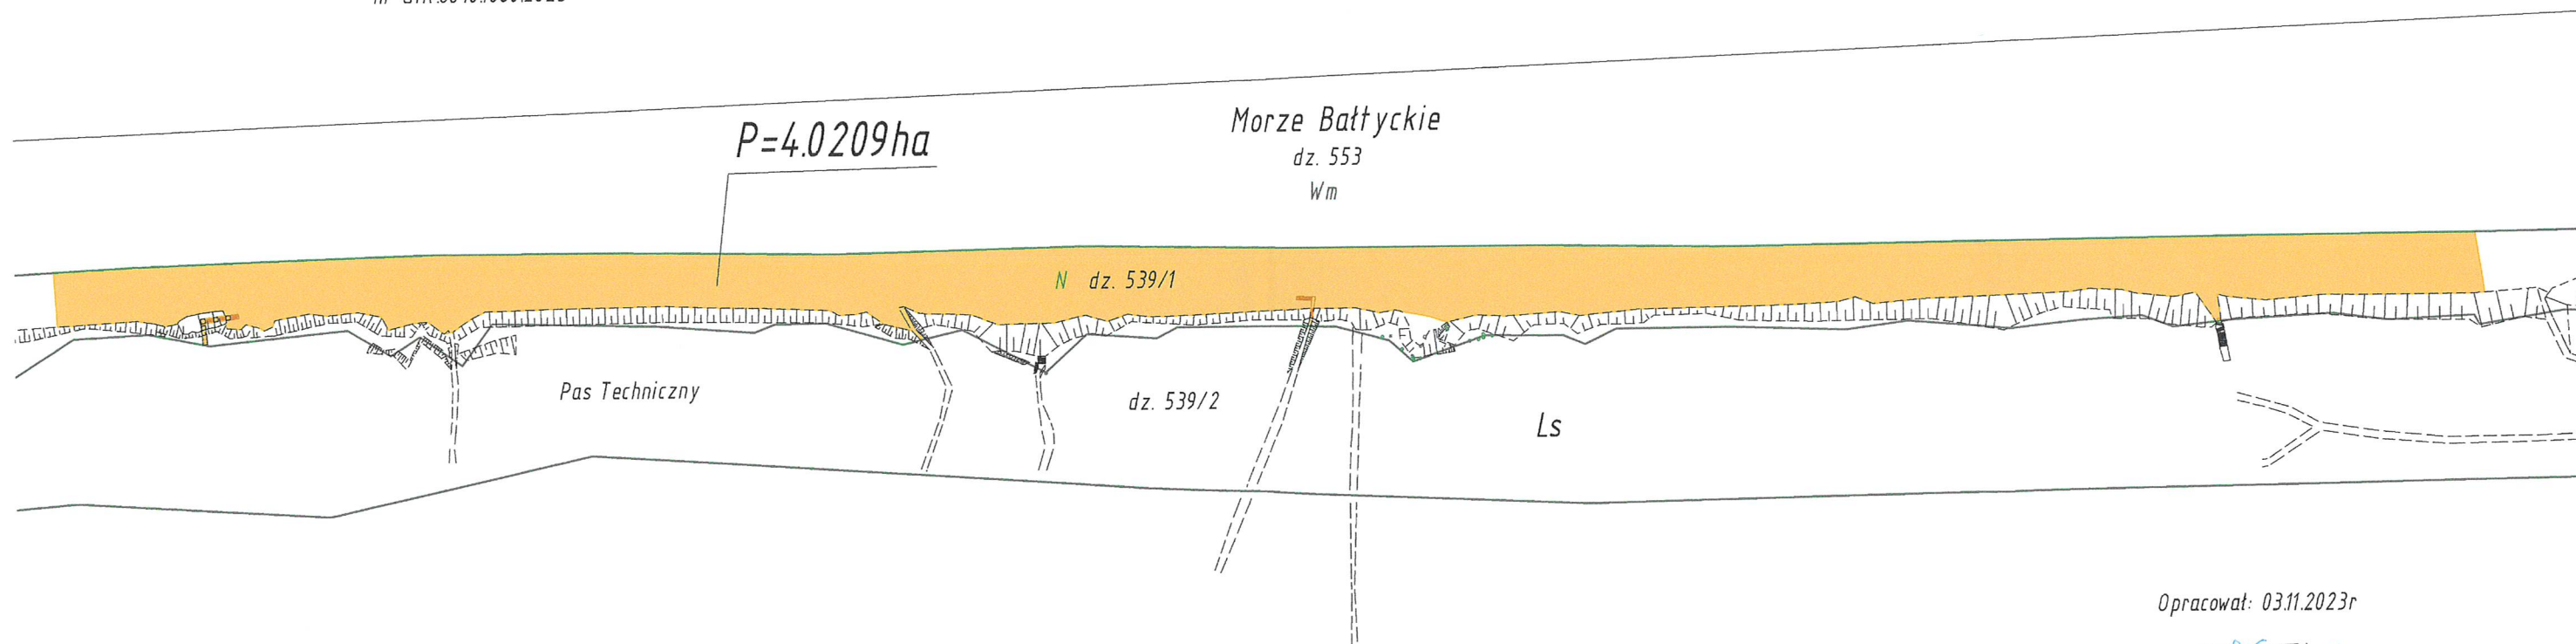 P=4.0209ha
Morze Bałtyckie
dz. 553
Wm
N dz. 539/1
Pas Techniczny
dz. 539/2
Ls
Opracował: 03.11.2023r